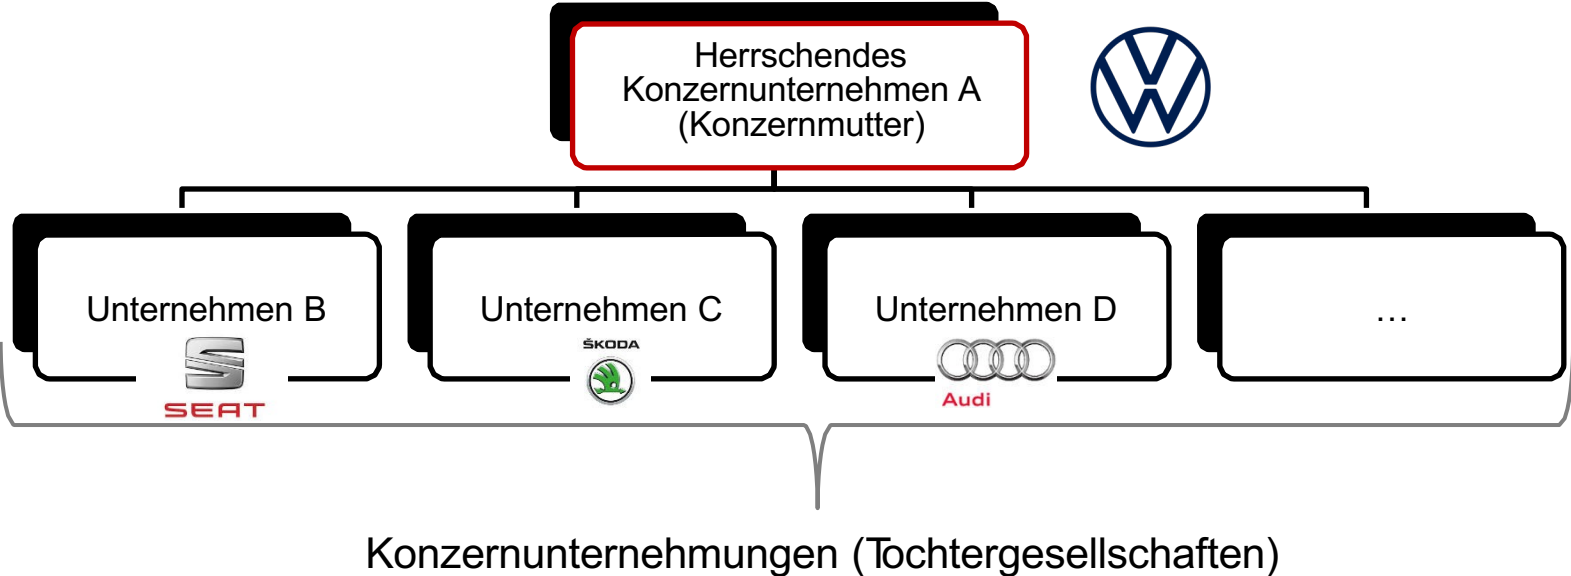 Herrschendes
Konzernunternehmen A
(Konzernmutter)
Unternehmen B
Unternehmen C
Unternehmen D
…
SEAT
ŠKODA
Audi
Konzernunternehmungen (Tochtergesellschaften)